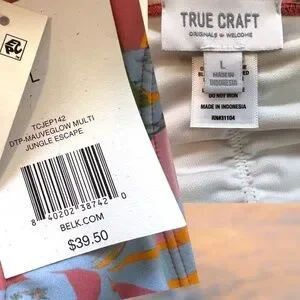 L
TCJEP142
DTP-MAUVEGLOW MULTI
JUNGLE ESCAPE
8 40202 38742 0
BELK.COM
$39.50
TRUE CRAFT
ORIGINALS WELCOME
L
MADE IN
INDONESIA
DO NOT IRON
MADE IN INDONESIA
RN#31104